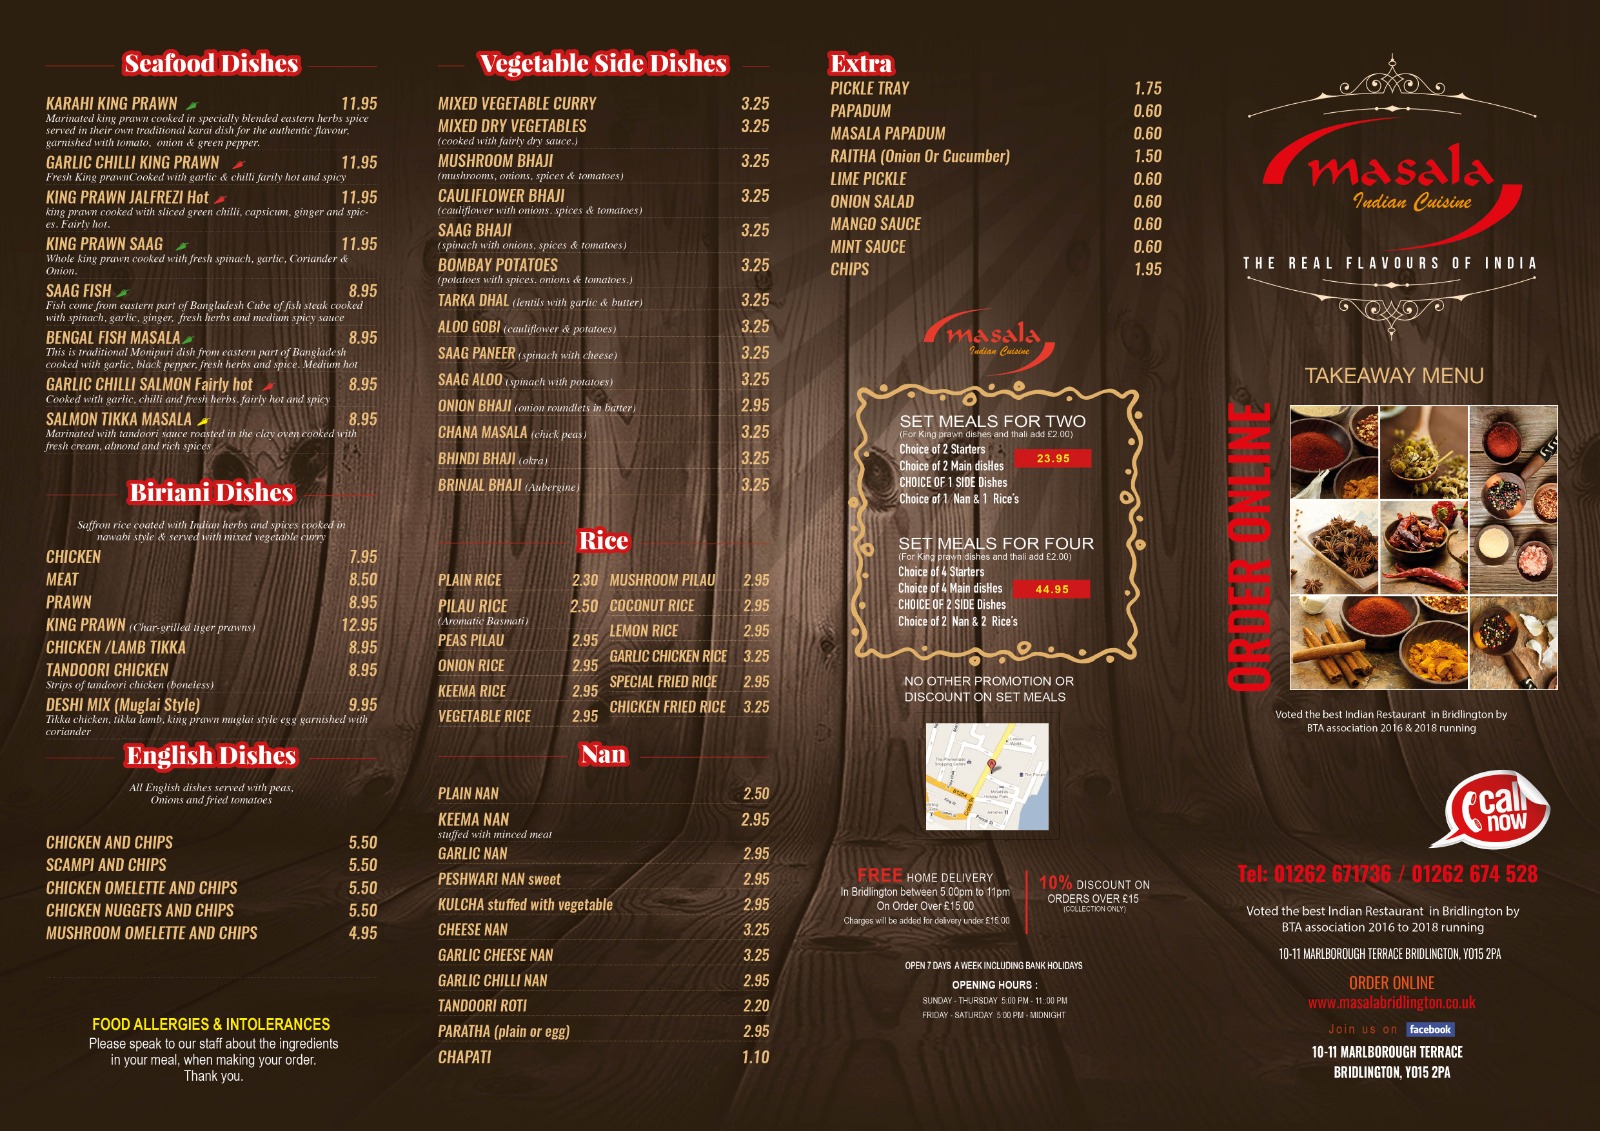 Seafood Dishes
KARAHI KING PRAWN 11.95
Marinated king prawn cooked in specially blended eastern herbs spice
served in their own traditional karai dish for the authentic flavour,
garnished with tomato, onion & green pepper.
GARLIC CHILLI KING PRAWN 11.95
Fresh King prawnCooked with garlic & chilli farily hot and spicy
KING PRAWN JALFREZI Hot 11.95
king prawn cooked with sliced green chilli, capsicum, ginger and spic-
es. Fairly hot.
KING PRAWN SAAG 11.95
Whole king prawn cooked with fresh spinach, garlic, Coriander &
Onion.
SAAG FISH 8.95
Fish come from eastern part of Bangladesh Cube of fish steak cooked
with spinach, garlic, ginger, fresh herbs and medium spicy sauce
BENGAL FISH MASALA 8.95
This is traditional Monipuri dish from eastern part of Bangladesh
cooked with garlic, black pepper, fresh herbs and spice. Medium hot
GARLIC CHILLI SALMON Fairly hot 8.95
Cooked with garlic, chilli and fresh herbs. fairly hot and spicy
SALMON TIKKA MASALA 8.95
Marinated with tandoori sauce roasted in the clay oven cooked with
fresh cream, almond and rich spices
Biriani Dishes
Saffron rice coated with Indian herbs and spices cooked in
nawabi style & served with mixed vegetable curry
CHICKEN 7.95
MEAT 8.50
PRAWN 8.95
KING PRAWN (Char-grilled tiger prawns) 12.95
CHICKEN /LAMB TIKKA 8.95
TANDOORI CHICKEN 8.95
Strips of tandoori chicken (boneless)
DESHI MIX (Muglai Style) 9.95
Tikka chicken, tikka lamb, king prawn muglai style egg garnished with
coriander
English Dishes
All English dishes served with peas,
Onions and fried tomatoes
CHICKEN AND CHIPS 5.50
SCAMPI AND CHIPS 5.50
CHICKEN OMELETTE AND CHIPS 5.50
CHICKEN NUGGETS AND CHIPS 5.50
MUSHROOM OMELETTE AND CHIPS 4.95
FOOD ALLERGIES & INTOLERANCES
Please speak to our staff about the ingredients
in your meal, when making your order.
Thank you.
Vegetable Side Dishes
MIXED VEGETABLE CURRY 3.25
MIXED DRY VEGETABLES 3.25
(cooked with fairly dry sauce.)
MUSHROOM BHAJI 3.25
(mushrooms, onions, spices & tomatoes)
CAULIFLOWER BHAJI 3.25
(cauliflower with onions. spices & tomatoes)
SAAG BHAJI 3.25
(spinach with onions, spices & tomatoes)
BOMBAY POTATOES 3.25
(potatoes with spices. onions & tomatoes.)
TARKA DHAL (lentils with garlic & butter) 3.25
ALOO GOBI (cauliflower & potatoes) 3.25
SAAG PANEER (spinach with cheese) 3.25
SAAG ALOO (spinach with potatoes) 3.25
ONION BHAJI (onion roundlets in batter) 2.95
CHANA MASALA (chick peas) 3.25
BHINDI BHAJI (okra) 3.25
BRINJAL BHAJI (Aubergine) 3.25
Rice
PLAIN RICE 2.30
PILAU RICE 2.50
(Aromatic Basmati)
PEAS PILAU 2.95
ONION RICE 2.95
KEEMA RICE 2.95
VEGETABLE RICE 2.95
MUSHROOM PILAU 2.95
COCONUT RICE 2.95
LEMON RICE 2.95
GARLIC CHICKEN RICE 3.25
SPECIAL FRIED RICE 2.95
CHICKEN FRIED RICE 3.25
Nan
PLAIN NAN 2.50
KEEMA NAN 2.95
stuffed with minced meat
GARLIC NAN 2.95
PESHWARI NAN sweet 2.95
KULCHA stuffed with vegetable 2.95
CHEESE NAN 3.25
GARLIC CHEESE NAN 3.25
GARLIC CHILLI NAN 2.95
TANDOORI ROTI 2.20
PARATHA (plain or egg) 2.95
CHAPATI 1.10
Extra
PICKLE TRAY 1.75
PAPADUM 0.60
MASALA PAPADUM 0.60
RAITHA (Onion Or Cucumber) 1.50
LIME PICKLE 0.60
ONION SALAD 0.60
MANGO SAUCE 0.60
MINT SAUCE 0.60
CHIPS 1.95
masala
Indian Cuisine
SET MEALS FOR TWO
(For King prawn dishes and thali add £2.00)
Choice of 2 Starters
Choice of 2 Main disHes 23.95
CHOICE OF 1 SIDE Dishes
Choice of 1 Nan & 1 Rice's
SET MEALS FOR FOUR
(For King prawn dishes and thali add £2.00)
Choice of 4 Starters
Choice of 4 Main disHes 44.95
CHOICE OF 2 SIDE Dishes
Choice of 2 Nan & 2 Rice's
NO OTHER PROMOTION OR
DISCOUNT ON SET MEALS
FREE HOME DELIVERY
In Bridlington between 5.00pm to 11pm
On Order Over £15.00
Charges will be added for delivery under £15.00
10% DISCOUNT ON
ORDERS OVER £15
(COLLECTION ONLY)
OPEN 7 DAYS A WEEK INCLUDING BANK HOLIDAYS
OPENING HOURS :
SUNDAY - THURSDAY 5:00 PM - 11:00 PM
FRIDAY - SATURDAY 5:00 PM - MIDNIGHT
masala
Indian Cuisine
THE REAL FLAVOURS OF INDIA
TAKEAWAY MENU
ORDER ONLINE
Voted the best Indian Restaurant in Bridlington by
BTA association 2016 & 2018 running
call
now
Tel: 01262 671736 / 01262 674 528
Voted the best Indian Restaurant in Bridlington by
BTA association 2016 to 2018 running
10-11 MARLBOROUGH TERRACE BRIDLINGTON, YO15 2PA
ORDER ONLINE
www.masalabridlington.co.uk
Join us on facebook
10-11 MARLBOROUGH TERRACE
BRIDLINGTON, YO15 2PA